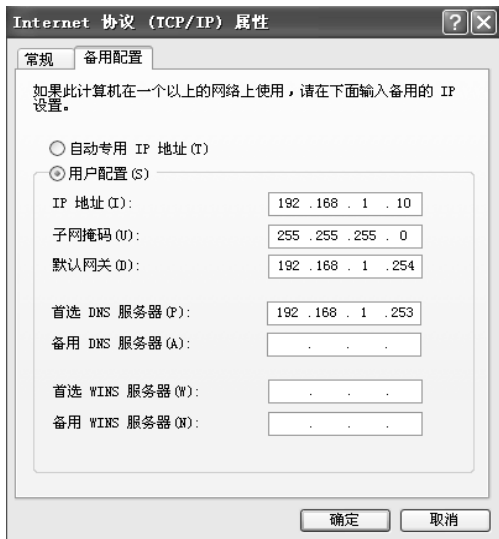 Internet 协议 (TCP/IP) 属性
常规 备用配置
如果此计算机在一个以上的网络上使用，请在下面输入备用的 IP
设置。
自动专用 IP 地址(T)
用户配置(S)
IP 地址(I): 192 .168 . 1 . 10
子网掩码(U): 255 .255 .255 . 0
默认网关(D): 192 .168 . 1 .254
首选 DNS 服务器(P): 192 .168 . 1 .253
备用 DNS 服务器(A): . . .
首选 WINS 服务器(W): . . .
备用 WINS 服务器(N): . . .
确定 取消